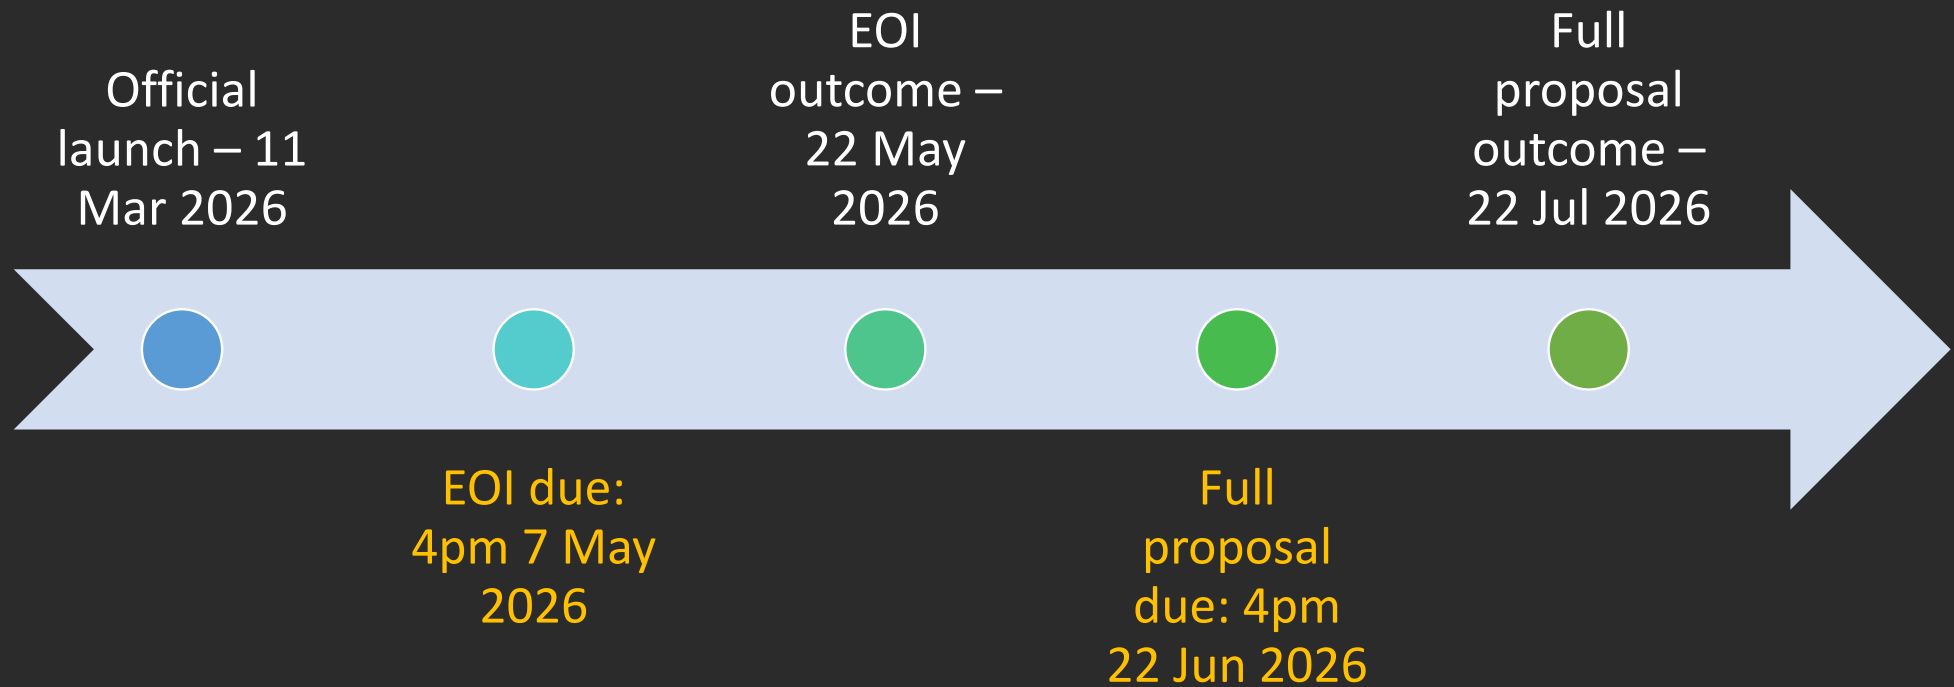 Official
launch – 11
Mar 2026
EOI due:
4pm 7 May
2026
EOI
outcome –
22 May
2026
Full
proposal
due: 4pm
22 Jun 2026
Full
proposal
outcome –
22 Jul 2026